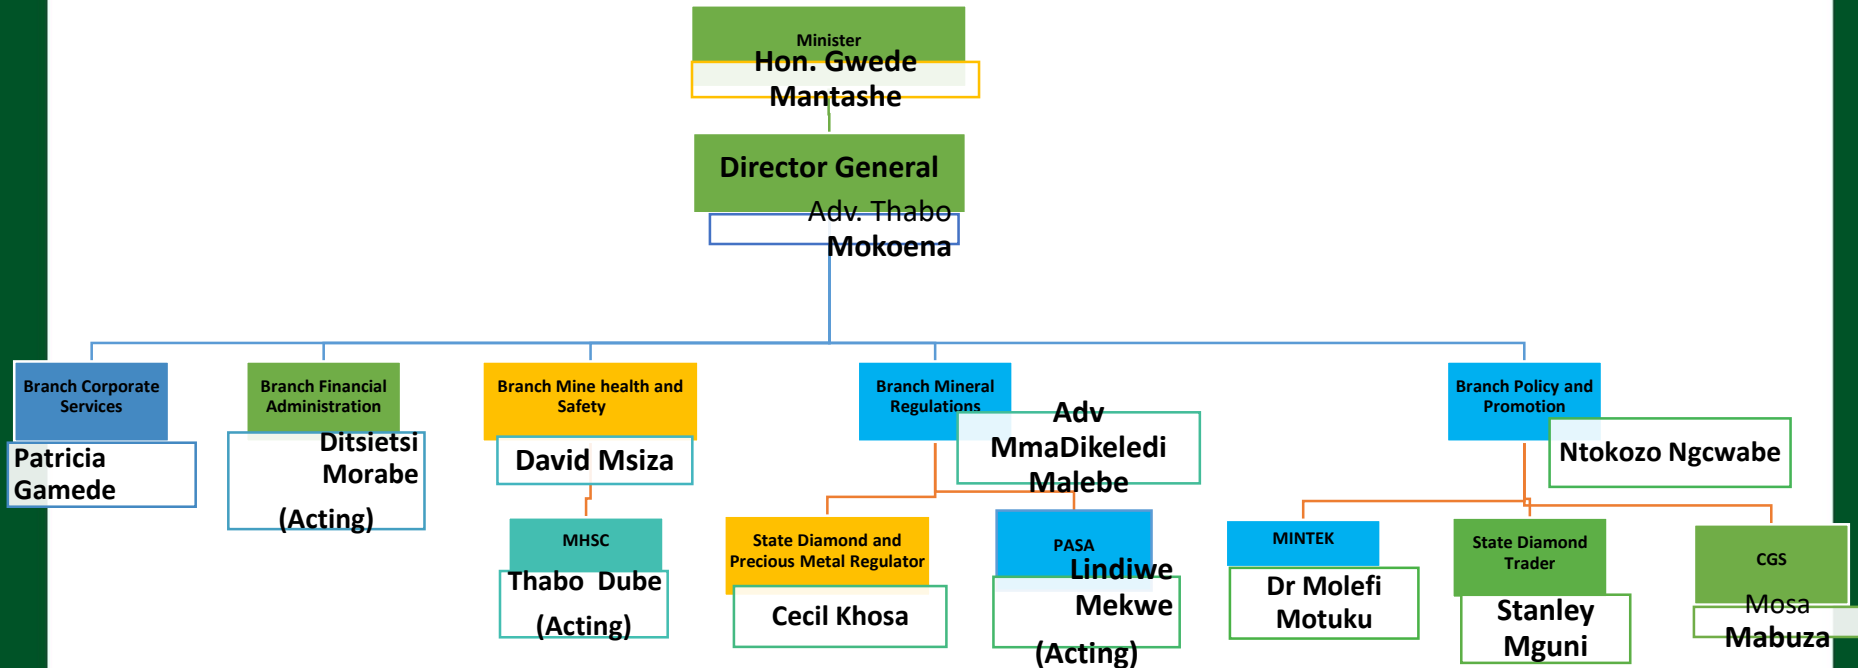 Minister
Hon. Gwede
Mantashe
Director General
Adv. Thabo
Mokoena
Branch Corporate
Services
Patricia
Gamede
Branch Financial
Administration
Ditsietsi
Morabe
(Acting)
Branch Mine health and
Safety
David Msiza
Branch Mineral
Regulations
Adv
MmaDikeledi
Malebe
Branch Policy and
Promotion
Ntokozo Ngcwabe
MHSC
Thabo Dube
(Acting)
State Diamond and
Precious Metal Regulator
Cecil Khosa
PASA
Lindiwe
Mekwe
(Acting)
MINTEK
Dr Molefi
Motuku
State Diamond
Trader
Stanley
Mguni
CGS
Mosa
Mabuza